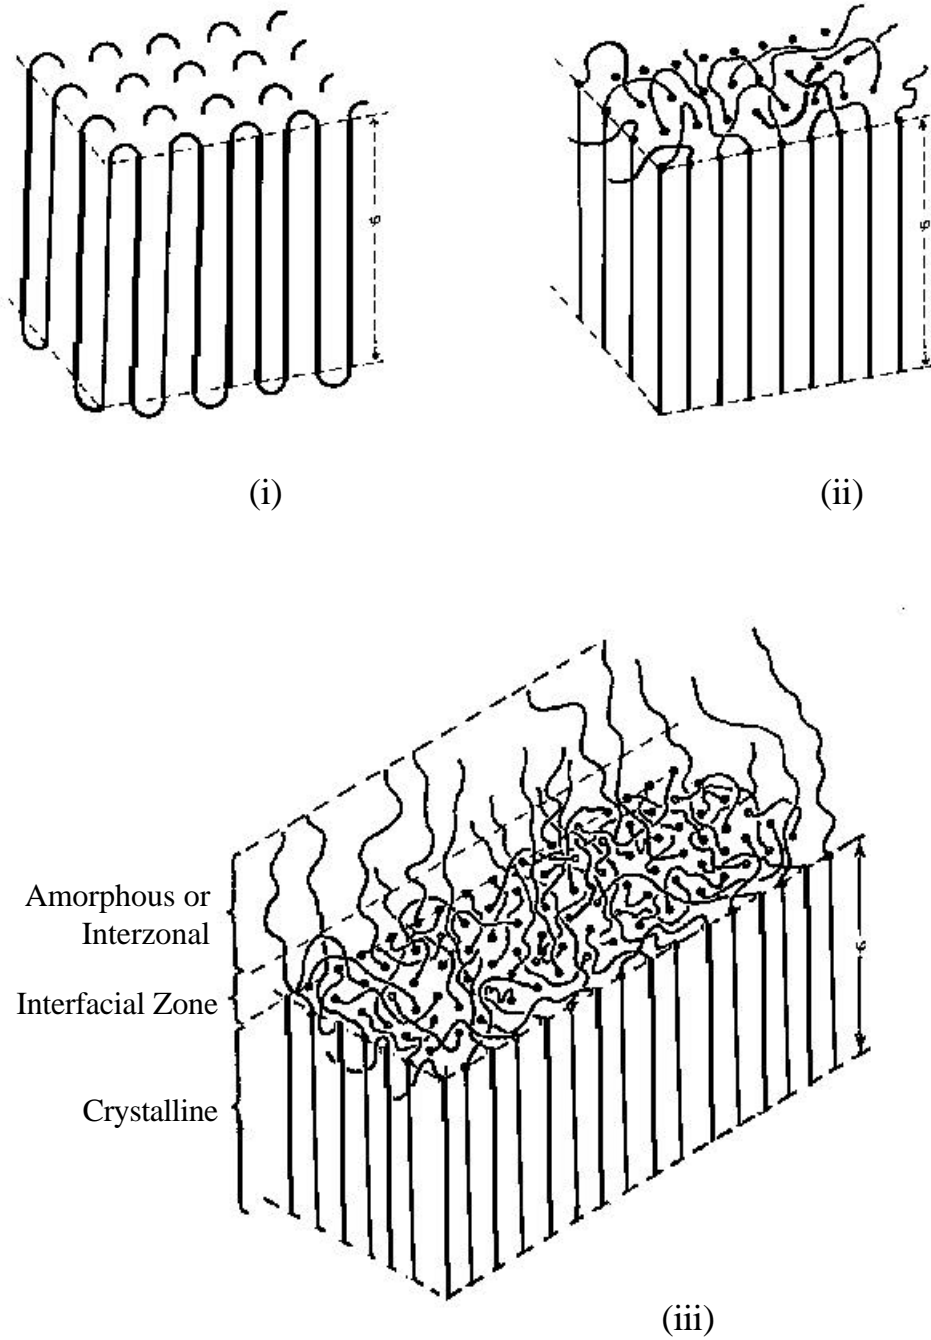 (i)
(ii)
Amorphous or
Interzonal
Interfacial Zone
Crystalline
(iii)